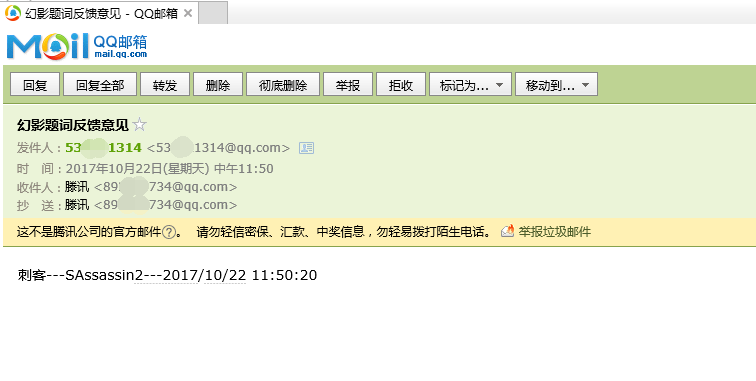 幻影题词反馈意见 - QQ邮箱
Mail QQ邮箱
mail.qq.com
回复 回复全部 转发 删除 彻底删除 举报 拒收 标记为... 移动到...
幻影题词反馈意见
发件人：53 1314 <53 1314@qq.com>
时 间：2017年10月22日(星期天) 中午11:50
收件人：腾讯 <89 734@qq.com>
抄 送：腾讯 <89 734@qq.com>
这不是腾讯公司的官方邮件?。 请勿轻信密保、汇款、中奖信息，勿轻易拨打陌生电话。 举报垃圾邮件
刺客---SAssassin2---2017/10/22 11:50:20